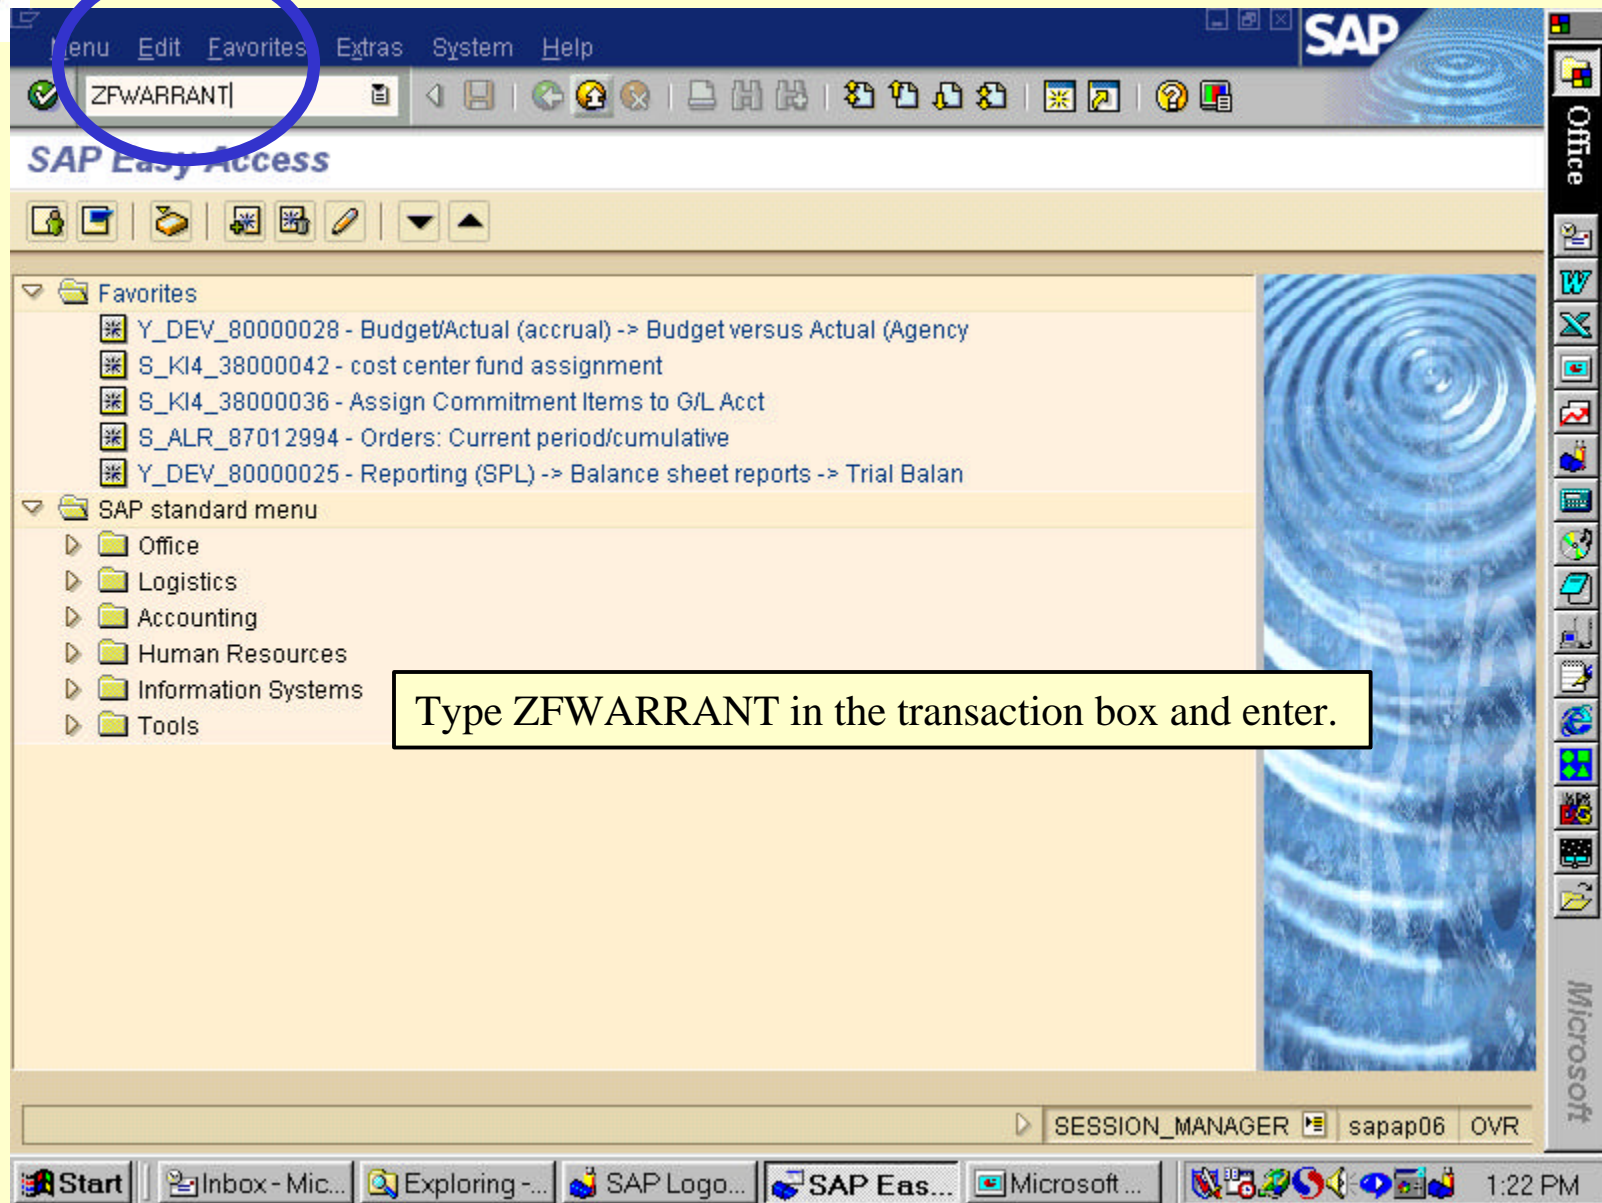 Menu Edit Favorites Extras System Help
SAP
ZFWARRANT
SAP Easy Access
Favorites
Y_DEV_80000028 - Budget/Actual (accrual) -> Budget versus Actual (Agency
S_KI4_38000042 - cost center fund assignment
S_KI4_38000036 - Assign Commitment Items to G/L Acct
S_ALR_87012994 - Orders: Current period/cumulative
Y_DEV_80000025 - Reporting (SPL) -> Balance sheet reports -> Trial Balan
SAP standard menu
Office
Logistics
Accounting
Human Resources
Information Systems
Tools
Type ZFWARRANT in the transaction box and enter.
SESSION_MANAGER sapap06 OVR
Office
Microsoft
Start Inbox - Mic... Exploring -... SAP Logo... SAP Eas... Microsoft ... 1:22 PM